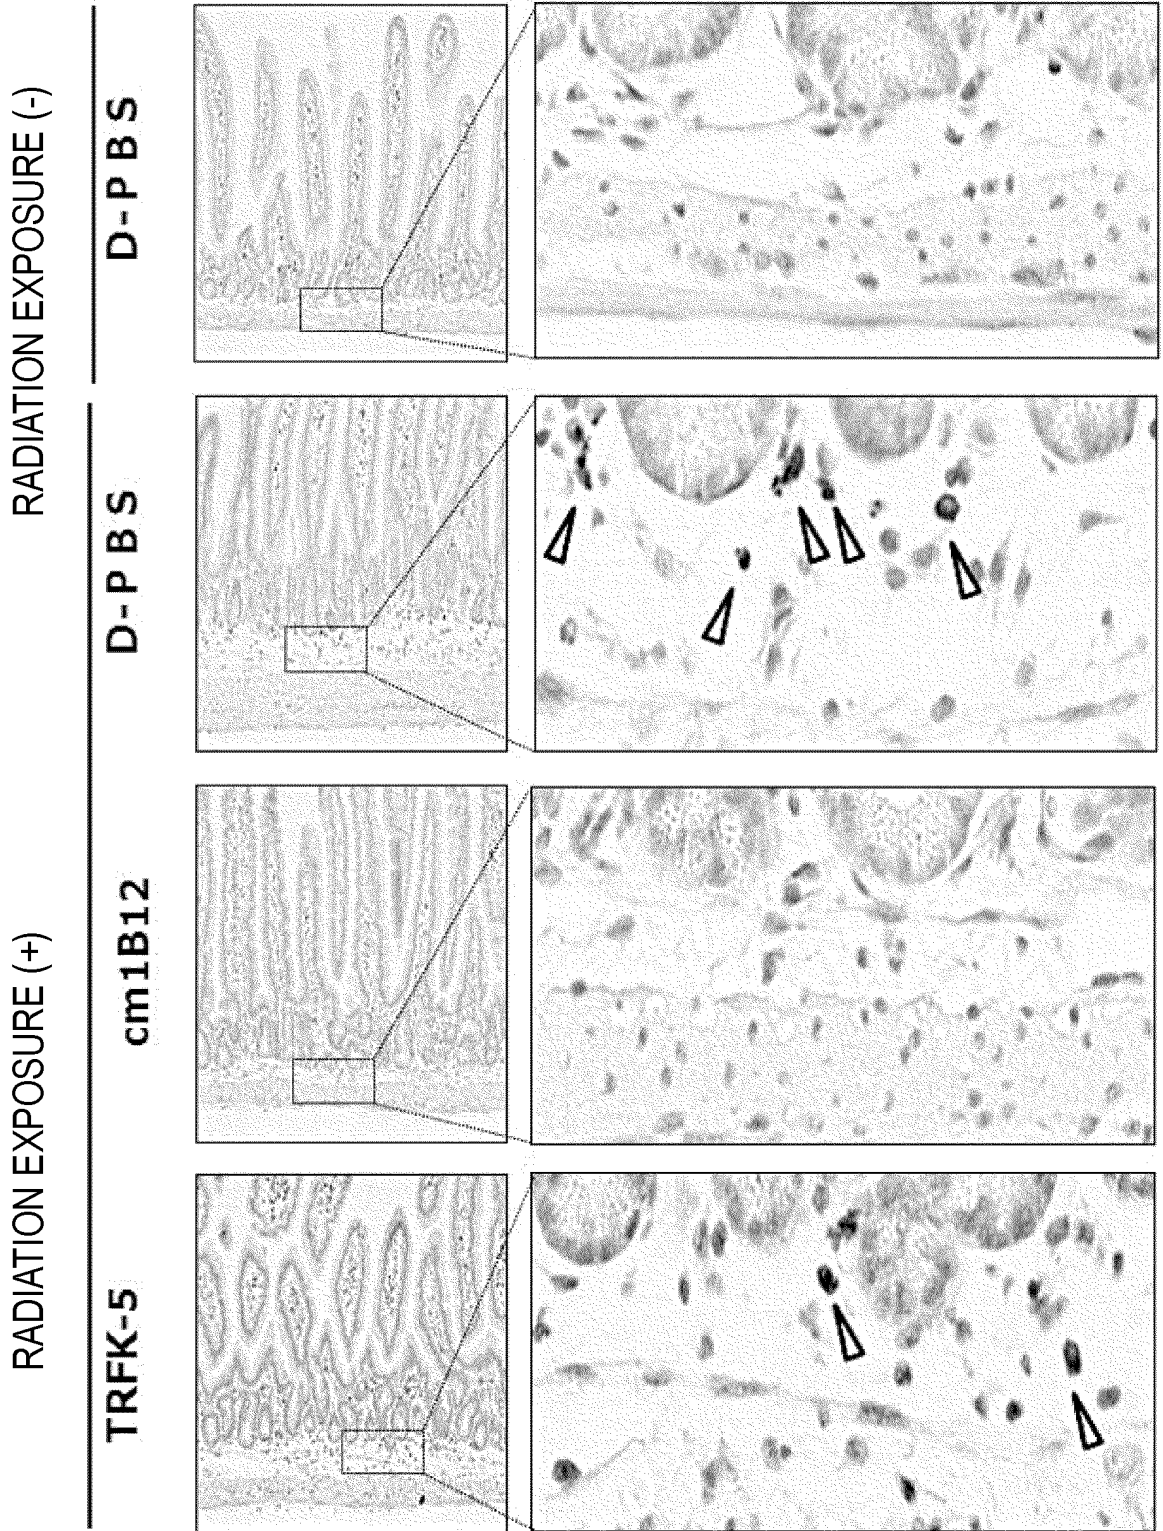 RADIATION EXPOSURE (-)
D-PBS
RADIATION EXPOSURE (+)
D-PBS
cm1B12
TRFK-5